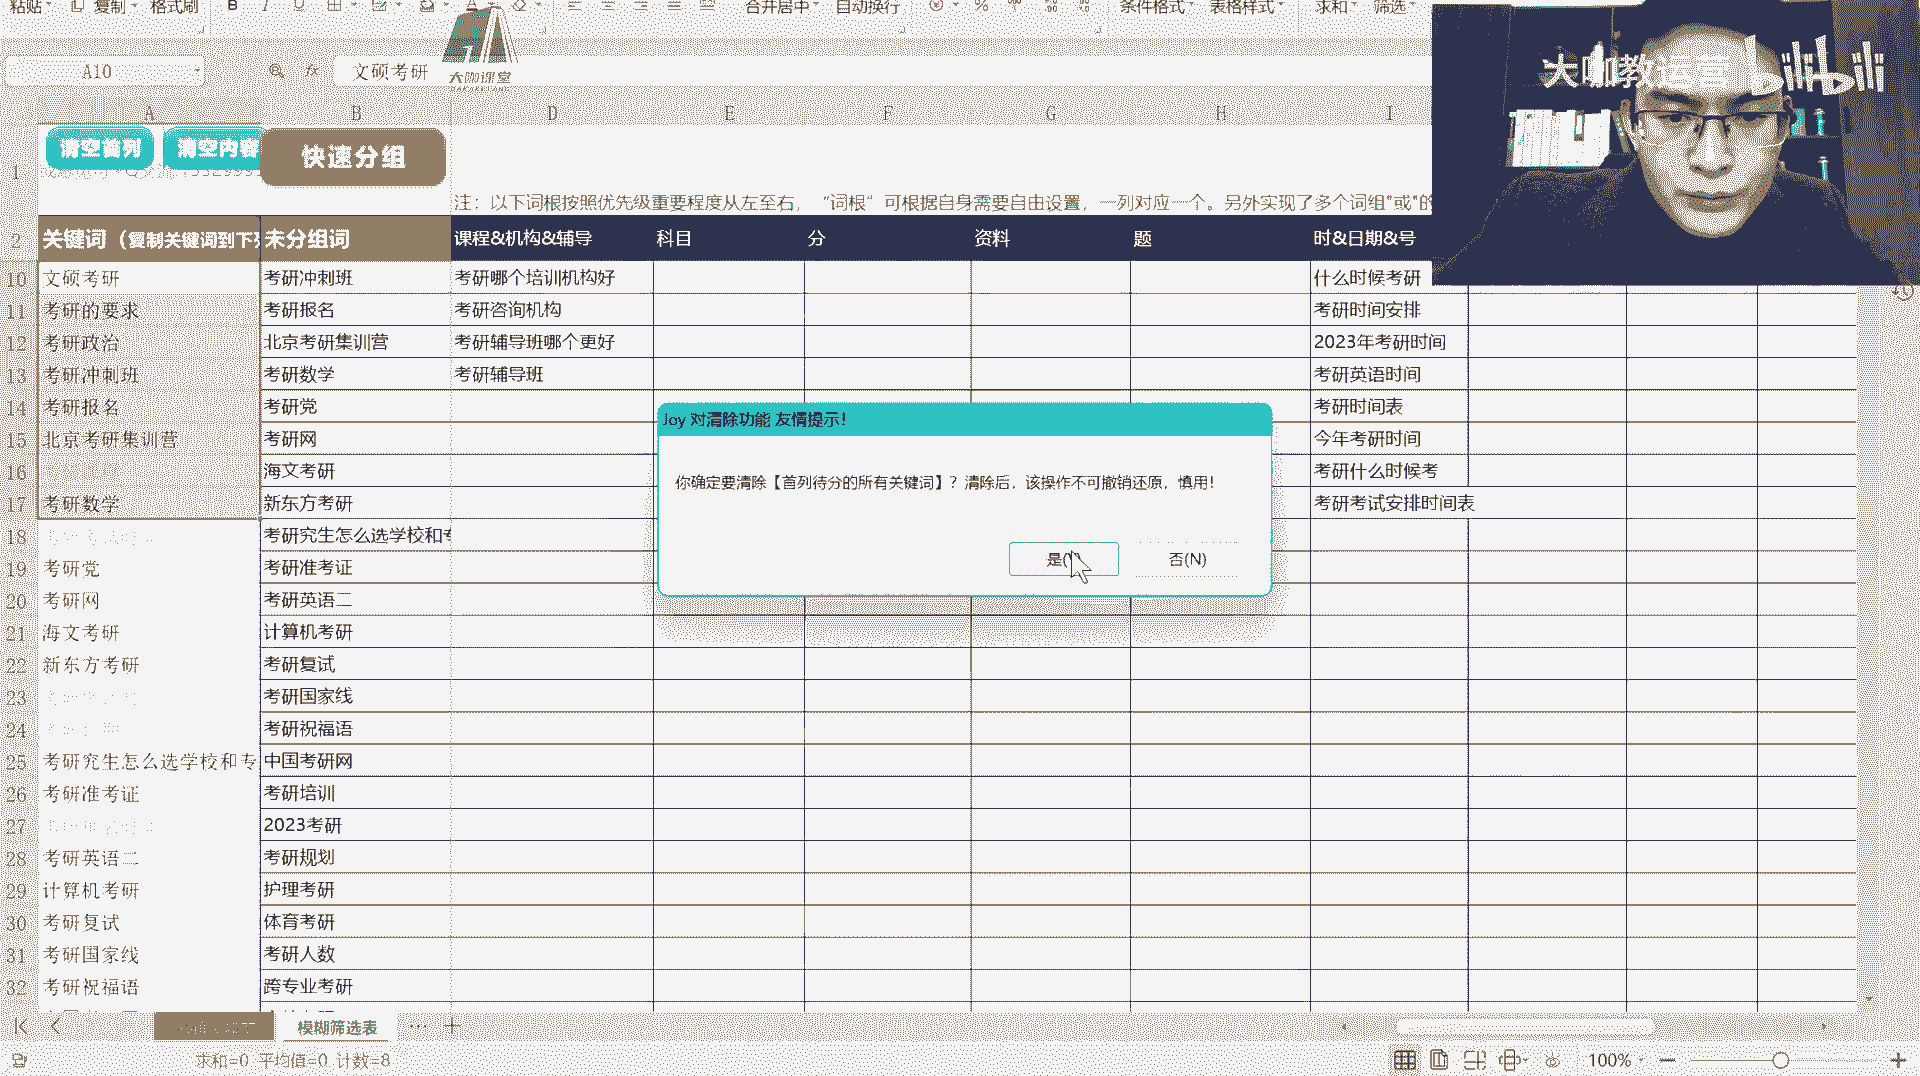 粘贴 复制 格式刷 B I U A 合并居中 自动换行 % 条件格式 表格样式 求和 筛选
A10 fx 文硕考研
大咖课堂
大咖教运营 bilibili
A B D E F G H I
清空首列 清空内容 快速分组
1
注：以下词根按照优先级重要程度从左至右，“词根”可根据自身需要自由设置，一列对应一个。另外实现了多个词组"或"的
2 关键词（复制关键词到下列 未分组词 课程&机构&辅导 科目 分 资料 题 时&日期&号
10 文硕考研 考研冲刺班 考研哪个培训机构好 什么时候考研
11 考研的要求 考研报名 考研咨询机构 考研时间安排
12 考研政治 北京考研集训营 考研辅导班哪个更好 2023年考研时间
13 考研冲刺班 考研数学 考研辅导班 考研英语时间
14 考研报名 考研党 考研时间表
15 北京考研集训营 考研网 今年考研时间
16 海文考研 考研什么时候考
17 考研数学 新东方考研 考研考试安排时间表
Joy 对清除功能 友情提示！
你确定要清除【首列待分的所有关键词】？清除后，该操作不可撤销还原，慎用！
是( 否(N)
18 考研究生怎么选学校和专
19 考研党 考研准考证
20 考研网 考研英语二
21 海文考研 计算机考研
22 新东方考研 考研复试
23 考研国家线
24 考研祝福语
25 考研究生怎么选学校和专 中国考研网
26 考研准考证 考研培训
27 2023考研
28 考研英语二 考研规划
29 计算机考研 护理考研
30 考研复试 体育考研
31 考研国家线 考研人数
32 考研祝福语 跨专业考研
模糊筛选表 ··· +
求和=0 平均值=0 计数=8 100% — +